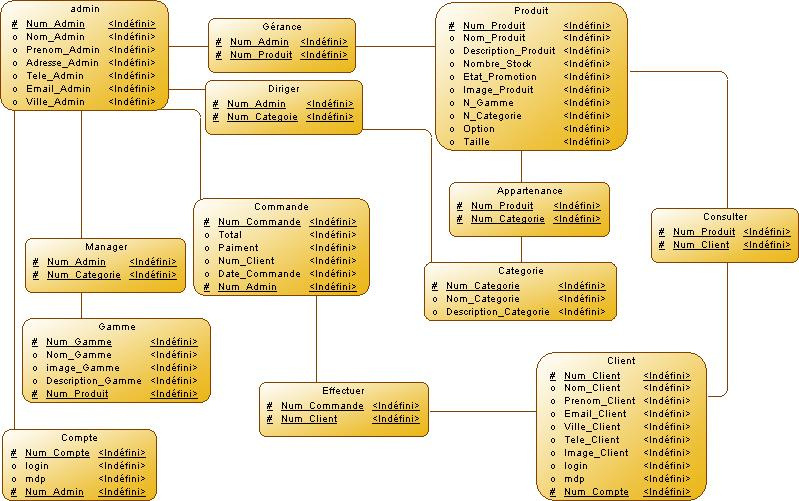 admin
# Num_Admin <Indéfini>
o Nom_Admin <Indéfini>
o Prenom_Admin <Indéfini>
o Adresse_Admin <Indéfini>
o Tele_Admin <Indéfini>
o Email_Admin <Indéfini>
o Ville_Admin <Indéfini>
Gérance
# Num_Admin <Indéfini>
# Num_Produit <Indéfini>
Produit
# Num_Produit <Indéfini>
o Nom_Produit <Indéfini>
o Description_Produit <Indéfini>
o Nombre_Stock <Indéfini>
o Etat_Promotion <Indéfini>
o Image_Produit <Indéfini>
o N_Gamme <Indéfini>
o N_Categorie <Indéfini>
o Option <Indéfini>
o Taille <Indéfini>
Diriger
# Num_Admin <Indéfini>
# Num_Categoie <Indéfini>
Appartenance
# Num_Produit <Indéfini>
# Num_Categorie <Indéfini>
Commande
# Num_Commande <Indéfini>
o Total <Indéfini>
o Paiment <Indéfini>
o Num_Client <Indéfini>
o Date_Commande <Indéfini>
# Num_Admin <Indéfini>
Consulter
# Num_Produit <Indéfini>
# Num_Client <Indéfini>
Manager
# Num_Admin <Indéfini>
# Num_Categorie <Indéfini>
Categorie
# Num_Categorie <Indéfini>
o Nom_Categorie <Indéfini>
o Description_Categorie <Indéfini>
Gamme
# Num_Gamme <Indéfini>
o Nom_Gamme <Indéfini>
o image_Gamme <Indéfini>
o Description_Gamme <Indéfini>
# Num_Produit <Indéfini>
Effectuer
# Num_Commande <Indéfini>
# Num_Client <Indéfini>
Client
# Num_Client <Indéfini>
o Nom_Client <Indéfini>
o Prenom_Client <Indéfini>
o Email_Client <Indéfini>
o Ville_Client <Indéfini>
o Tele_Client <Indéfini>
o Image_Client <Indéfini>
o login <Indéfini>
o mdp <Indéfini>
# Num_Compte <Indéfini>
Compte
# Num_Compte <Indéfini>
o login <Indéfini>
o mdp <Indéfini>
# Num_Admin <Indéfini>